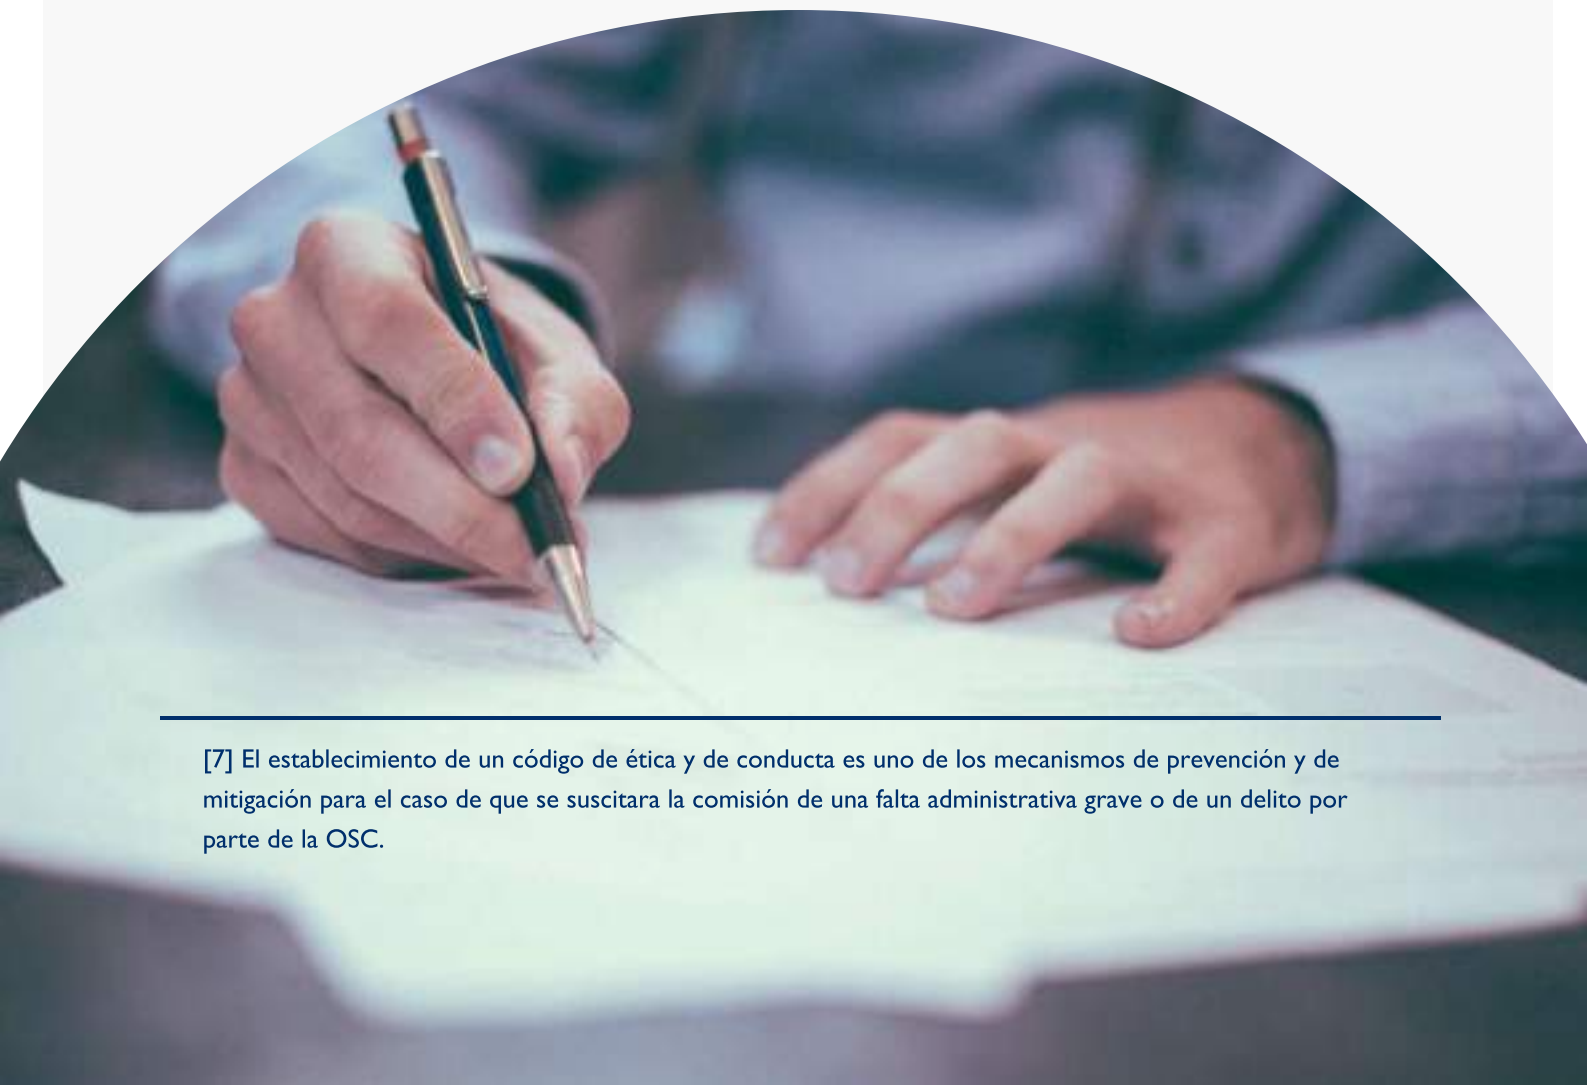 [7] El establecimiento de un código de ética y de conducta es uno de los mecanismos de prevención y de
mitigación para el caso de que se suscitara la comisión de una falta administrativa grave o de un delito por
parte de la OSC.